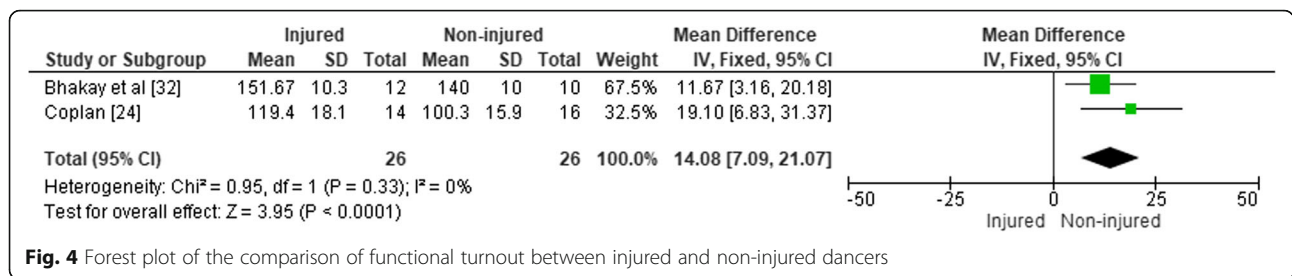 Injured Non-injured Mean Difference Mean Difference
Study or Subgroup Mean SD Total Mean SD Total Weight IV, Fixed, 95% CI IV, Fixed, 95% CI
Bhakay et al [32] 151.67 10.3 12 140 10 10 67.5% 11.67 [3.16, 20.18]
Coplan [24] 119.4 18.1 14 100.3 15.9 16 32.5% 19.10 [6.83, 31.37]
Total (95% CI) 26 26 100.0% 14.08 [7.09, 21.07]
Heterogeneity: Chi² = 0.95, df = 1 (P = 0.33); I² = 0%
Test for overall effect: Z = 3.95 (P < 0.0001)
-50 -25 0 25 50
Injured Non-injured
Fig. 4 Forest plot of the comparison of functional turnout between injured and non-injured dancers